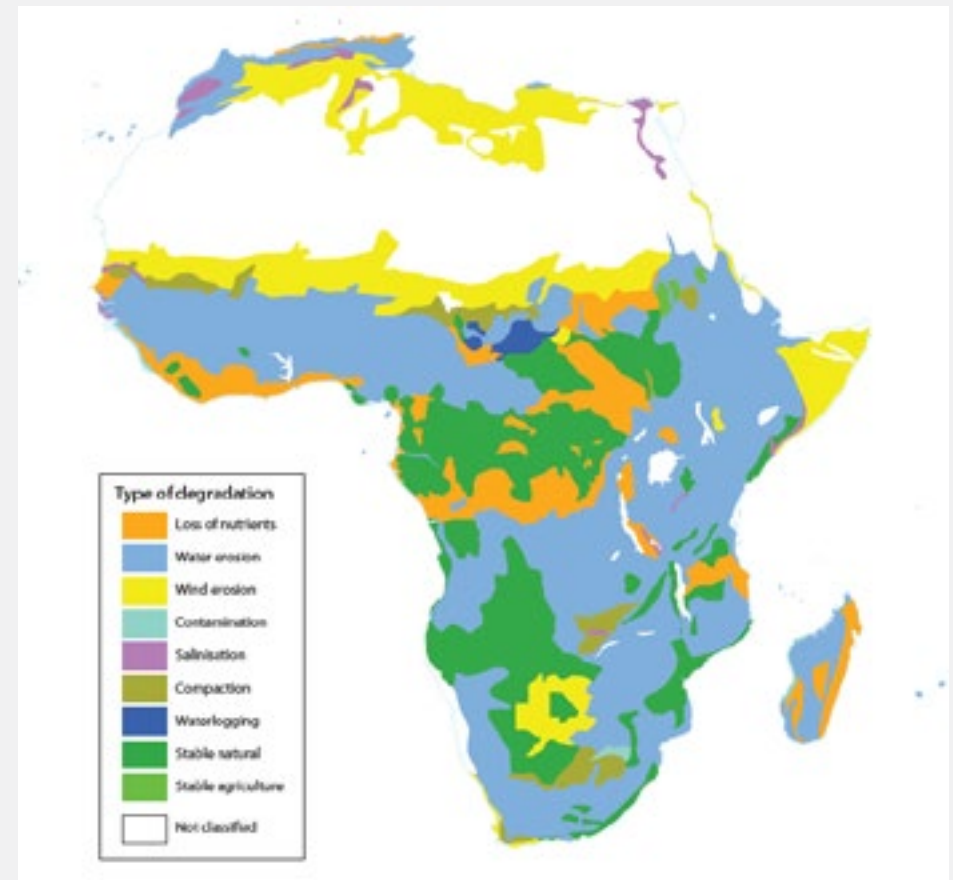 Type of degradation
Loss of nutrients
Water erosion
Wind erosion
Contamination
Salinisation
Compaction
Waterlogging
Stable natural
Stable agriculture
Not classified